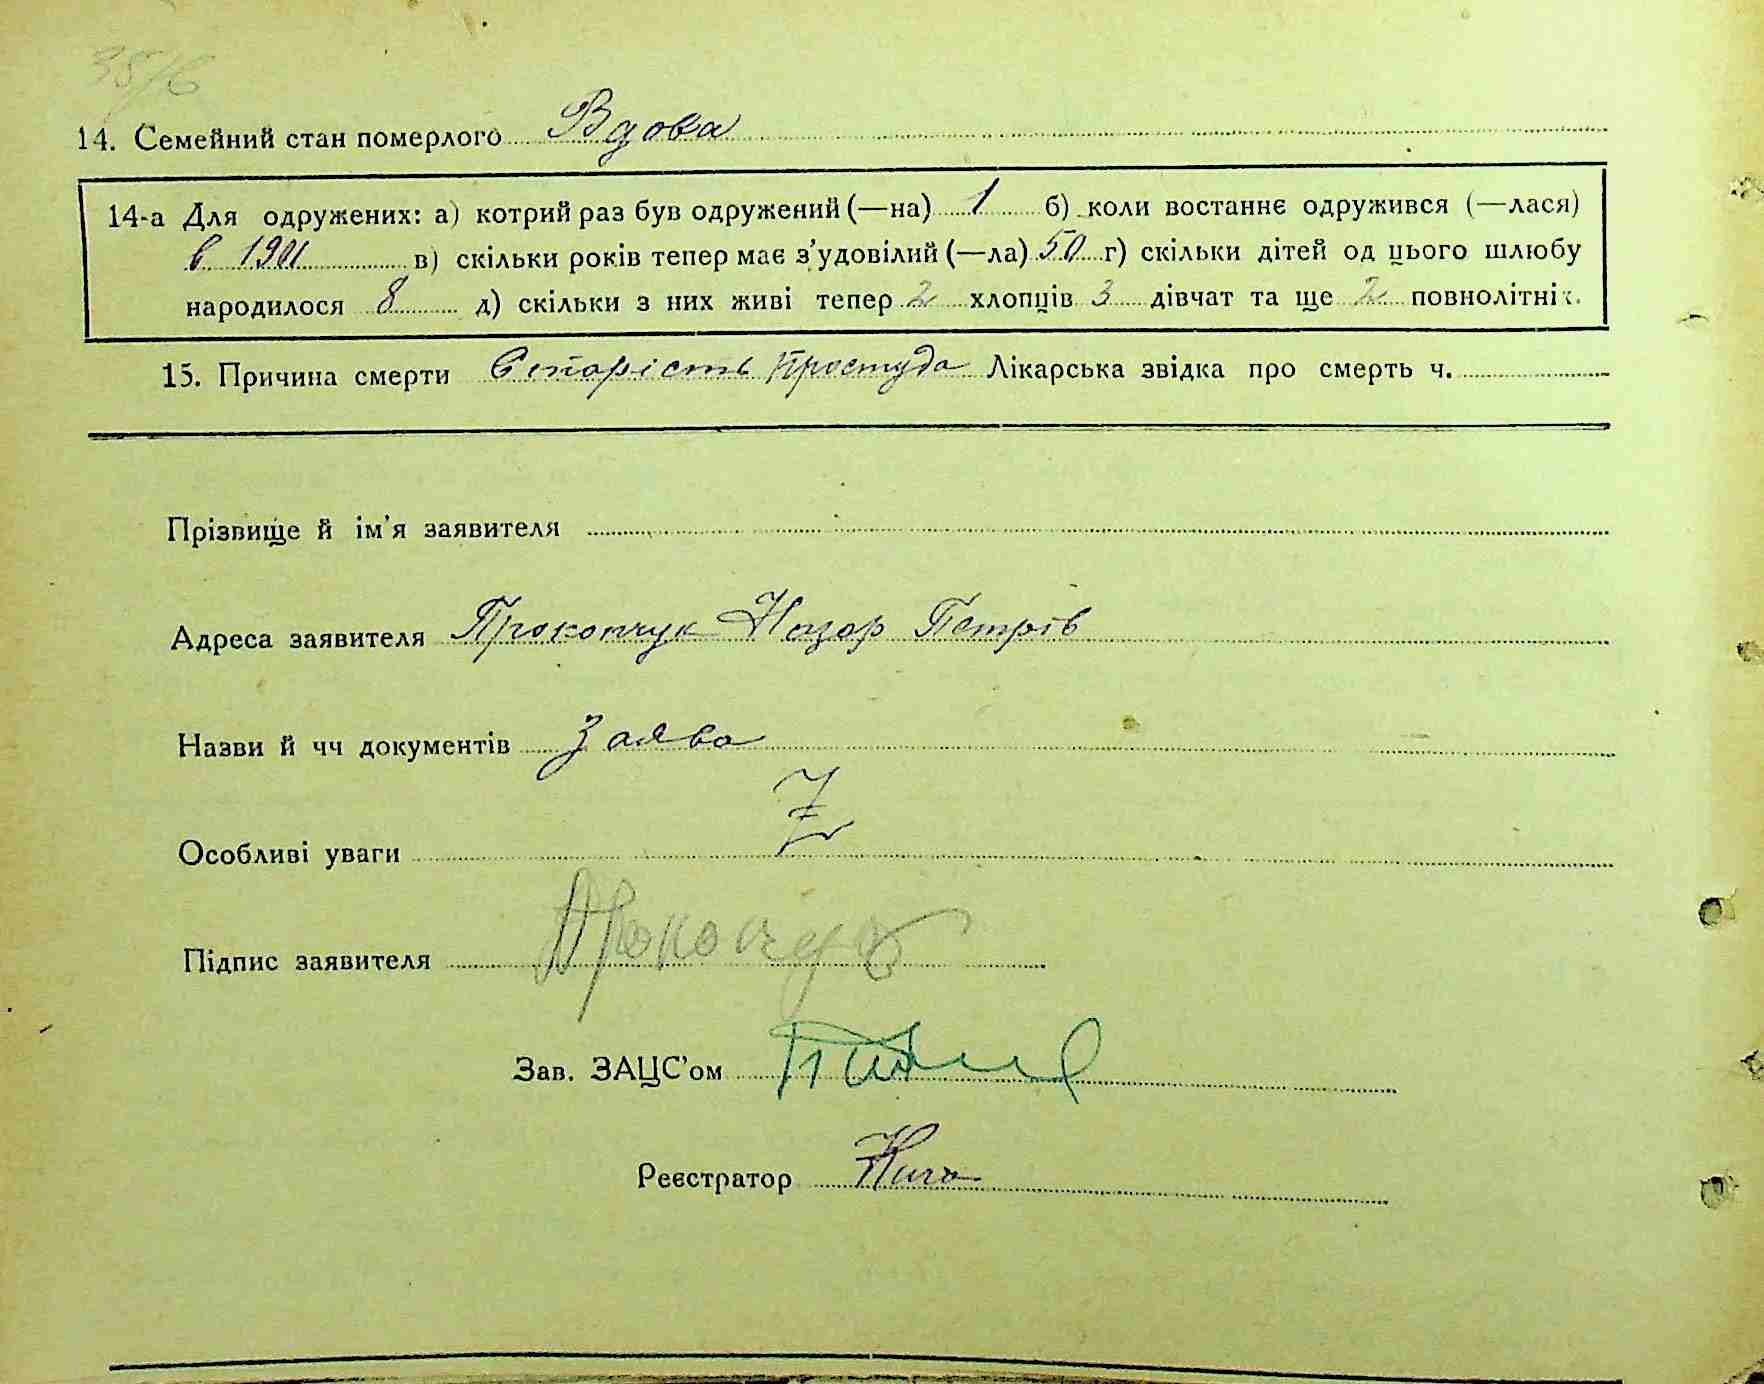 35/6
14. Семейний стан померлого Вдова
14-а Для одружених: а) котрий раз був одружений (—на) 1 б) коли востаннє одружився (—лася)
в 1901 в) скільки років тепер має з'удовілий (—ла) 50 г) скільки дітей од цього шлюбу
народилося 8 д) скільки з них живі тепер 2 хлопців 3 дівчат та ще 2 повнолітніх.
15. Причина смерти Старість простуда Лікарська звідка про смерть ч.
Прізвище й ім'я заявителя
Адреса заявителя Прокопчук Назар Петрів
Назви й чч документів Заява
Особливі уваги
Підпис заявителя
Зав. ЗАЦС'ом
Реєстратор